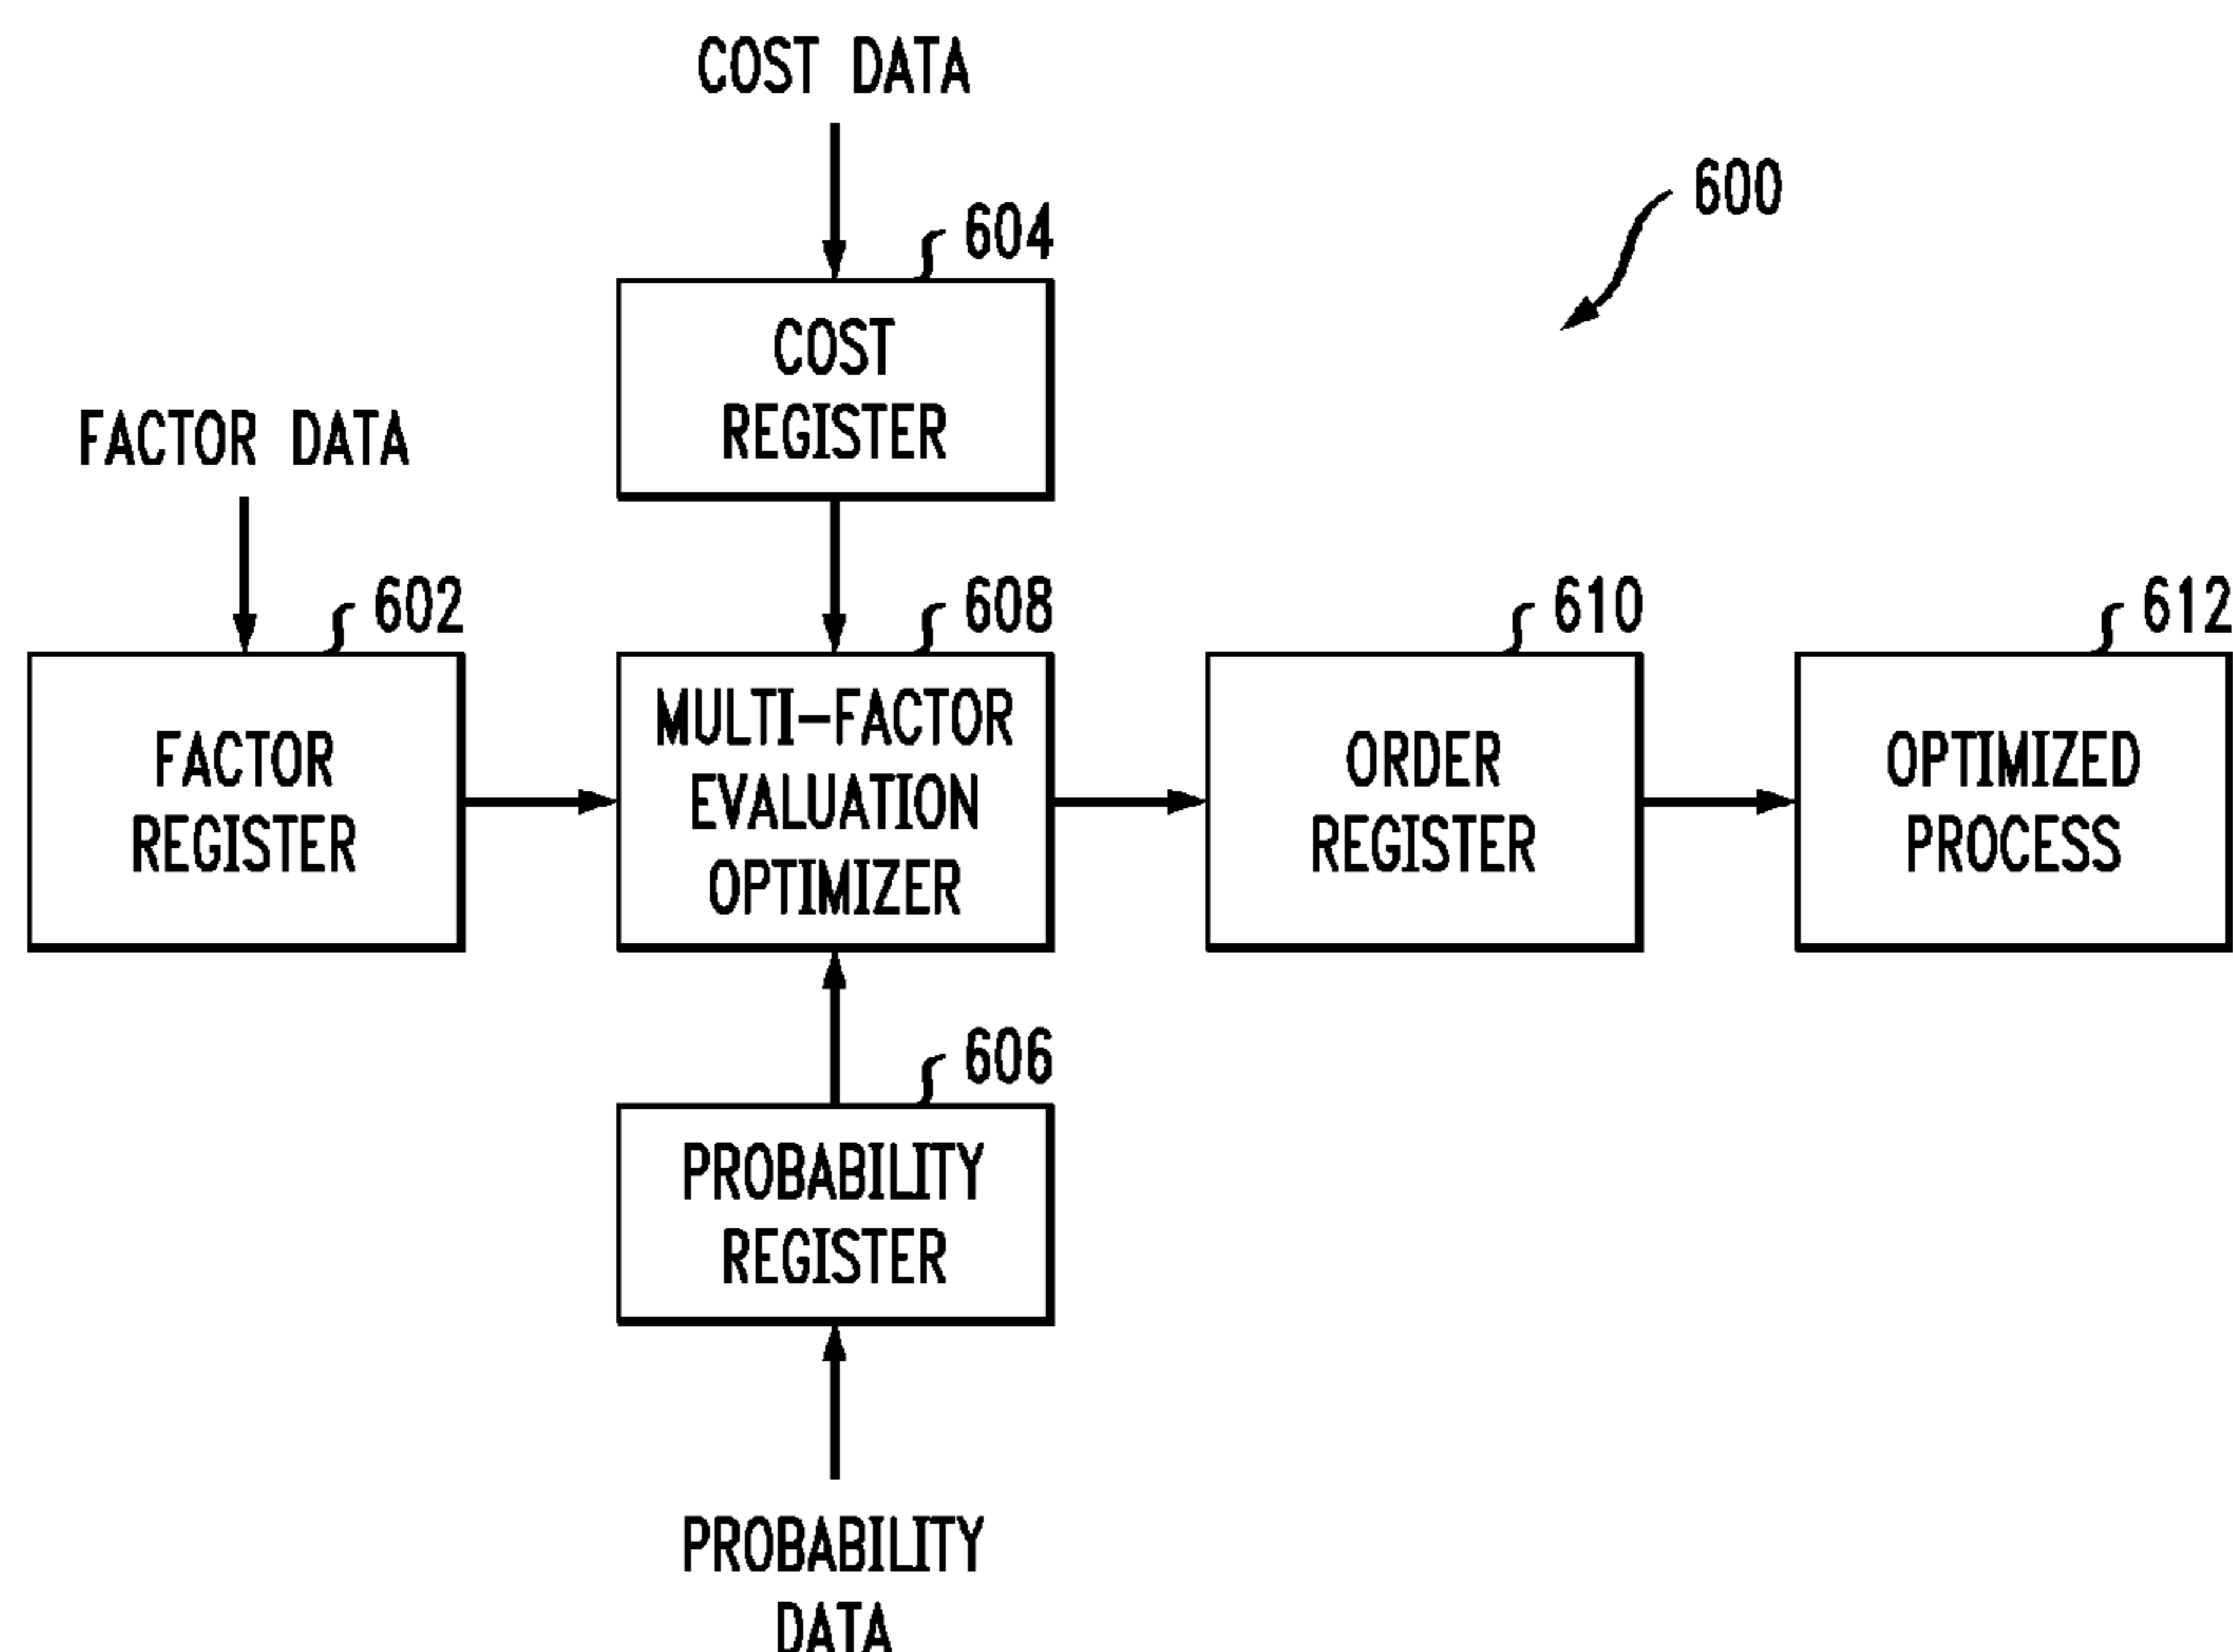 COST DATA
600
604
COST
REGISTER
FACTOR DATA
602
608
610
612
FACTOR
REGISTER
MULTI-FACTOR
EVALUATION
OPTIMIZER
ORDER
REGISTER
OPTIMIZED
PROCESS
606
PROBABILITY
REGISTER
PROBABILITY
DATA